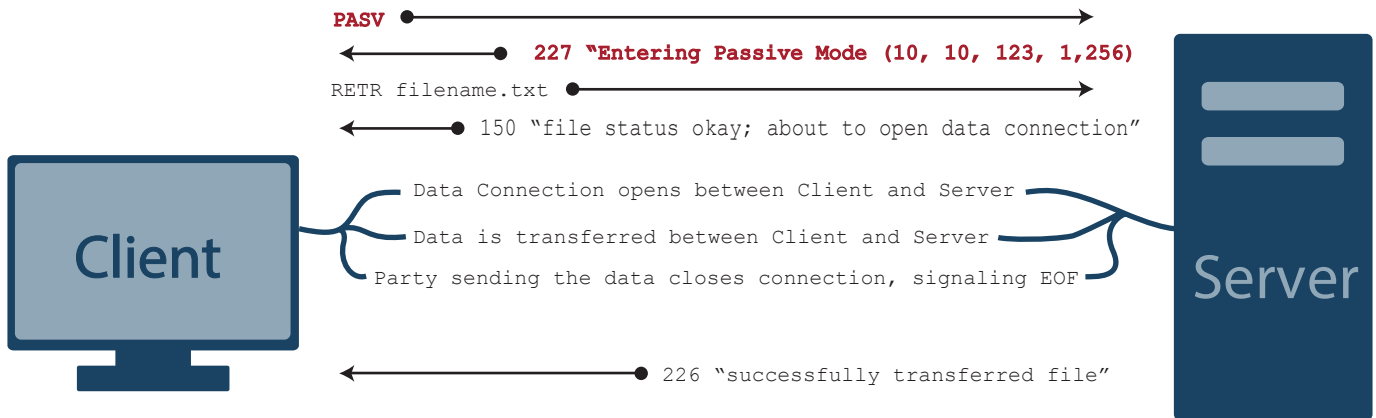 PASV
227 “Entering Passive Mode (10, 10, 123, 1,256)
RETR filename.txt
150 “file status okay; about to open data connection”
Data Connection opens between Client and Server
Data is transferred between Client and Server
Party sending the data closes connection, signaling EOF
Client
Server
226 “successfully transferred file”